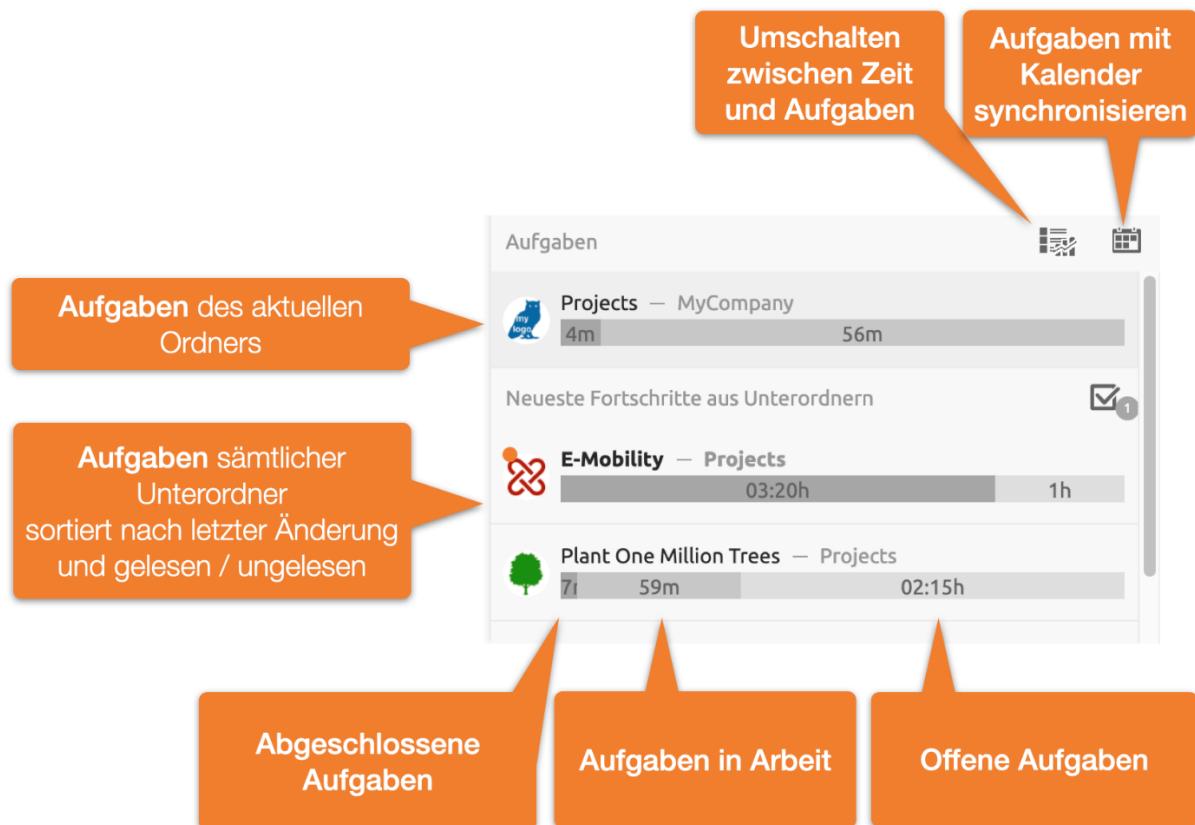 Umschalten
zwischen Zeit
und Aufgaben
Aufgaben mit
Kalender
synchronisieren
Aufgaben
Aufgaben des aktuellen
Ordners
my
logo
Projects — MyCompany
4m 56m
Neueste Fortschritte aus Unterordnern
1
Aufgaben sämtlicher
Unterordner
sortiert nach letzter Änderung
und gelesen / ungelesen
E-Mobility — Projects
03:20h 1h
Plant One Million Trees — Projects
59m 02:15h
Abgeschlossene
Aufgaben
Aufgaben in Arbeit
Offene Aufgaben